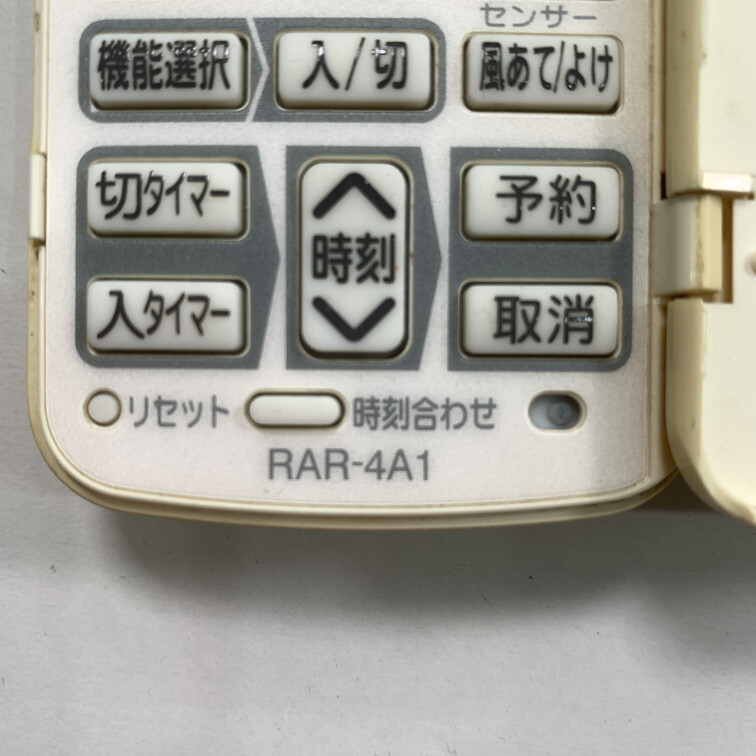 センサー
機能選択 入/切 風あて/よけ
切タイマー 予約
時刻
入タイマー 取消
リセット 時刻合わせ
RAR-4A1